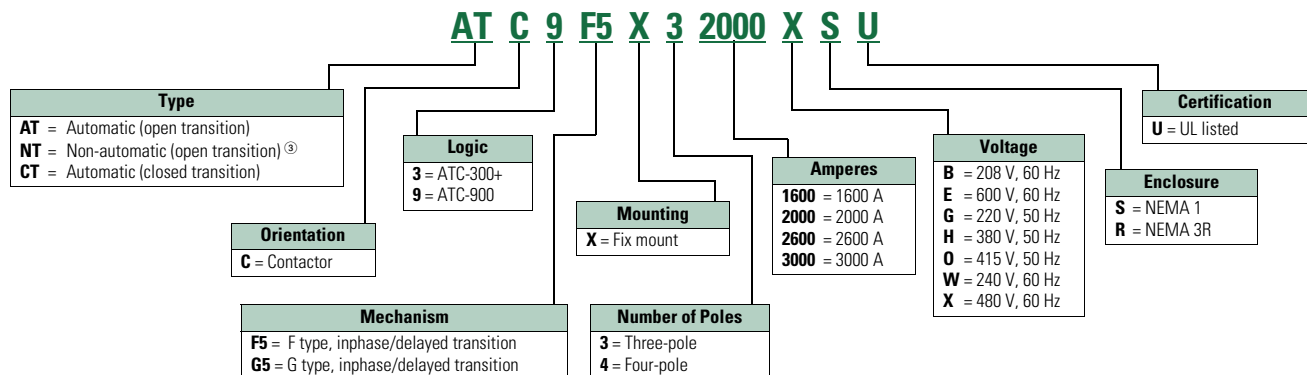 AT C 9 F5 X 3 2000 X S U
Type
AT = Automatic (open transition)
NT = Non-automatic (open transition) ③
CT = Automatic (closed transition)
Orientation
C = Contactor
Logic
3 = ATC-300+
9 = ATC-900
Mechanism
F5 = F type, inphase/delayed transition
G5 = G type, inphase/delayed transition
Mounting
X = Fix mount
Number of Poles
3 = Three-pole
4 = Four-pole
Amperes
1600 = 1600 A
2000 = 2000 A
2600 = 2600 A
3000 = 3000 A
Voltage
B = 208 V, 60 Hz
E = 600 V, 60 Hz
G = 220 V, 50 Hz
H = 380 V, 50 Hz
O = 415 V, 50 Hz
W = 240 V, 60 Hz
X = 480 V, 60 Hz
Enclosure
S = NEMA 1
R = NEMA 3R
Certification
U = UL listed